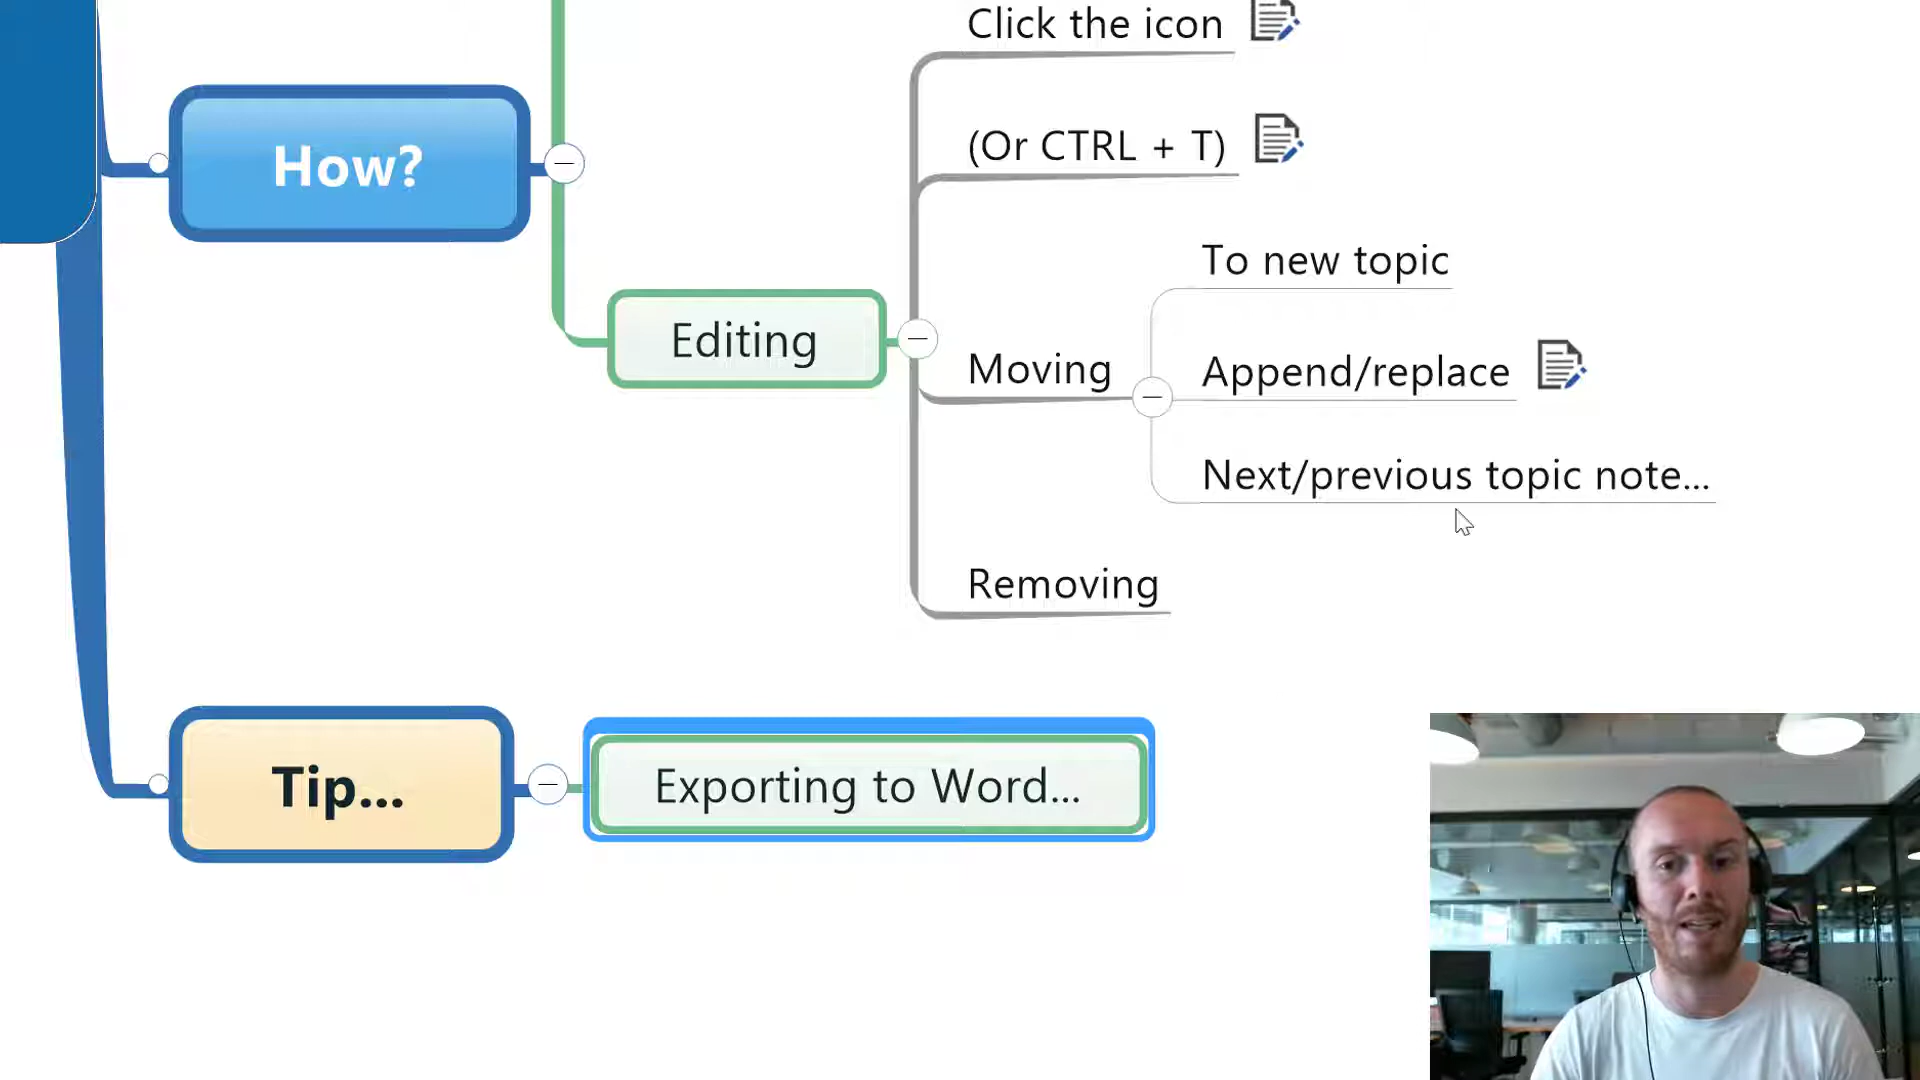 Click the icon
(Or CTRL + T)
How?
To new topic
Editing
Moving
Append/replace
Next/previous topic note...
Removing
Tip...
Exporting to Word...